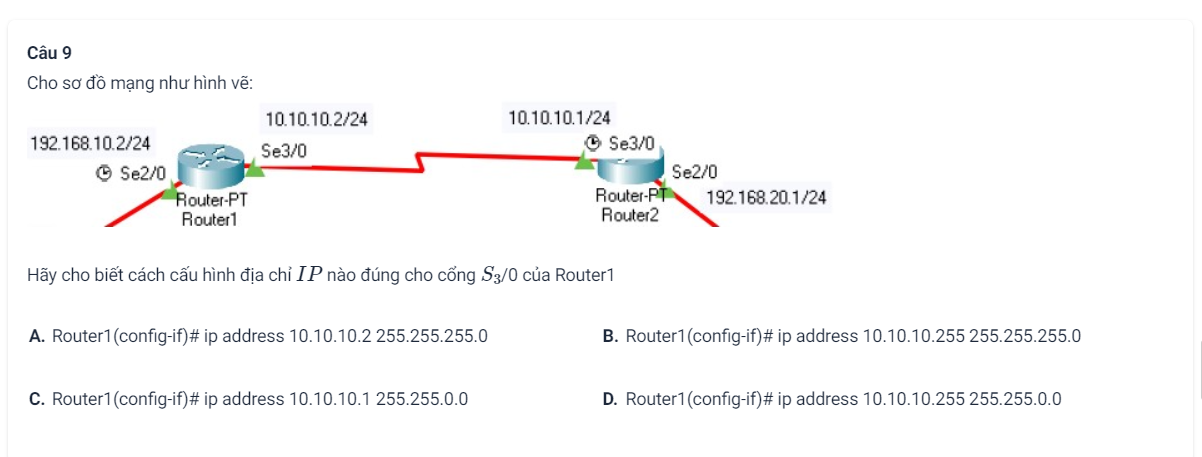 Câu 9
Cho sơ đồ mạng như hình vẽ:
10.10.10.2/24
10.10.10.1/24
192.168.10.2/24
Se3/0
Se3/0
Se2/0
Se2/0
Router-PT
Router1
Router-PT
Router2
192.168.20.1/24
Hãy cho biết cách cấu hình địa chỉ IP nào đúng cho cổng S₃/0 của Router1
A. Router1(config-if)# ip address 10.10.10.2 255.255.255.0
B. Router1(config-if)# ip address 10.10.10.255 255.255.255.0
C. Router1(config-if)# ip address 10.10.10.1 255.255.0.0
D. Router1(config-if)# ip address 10.10.10.255 255.255.0.0